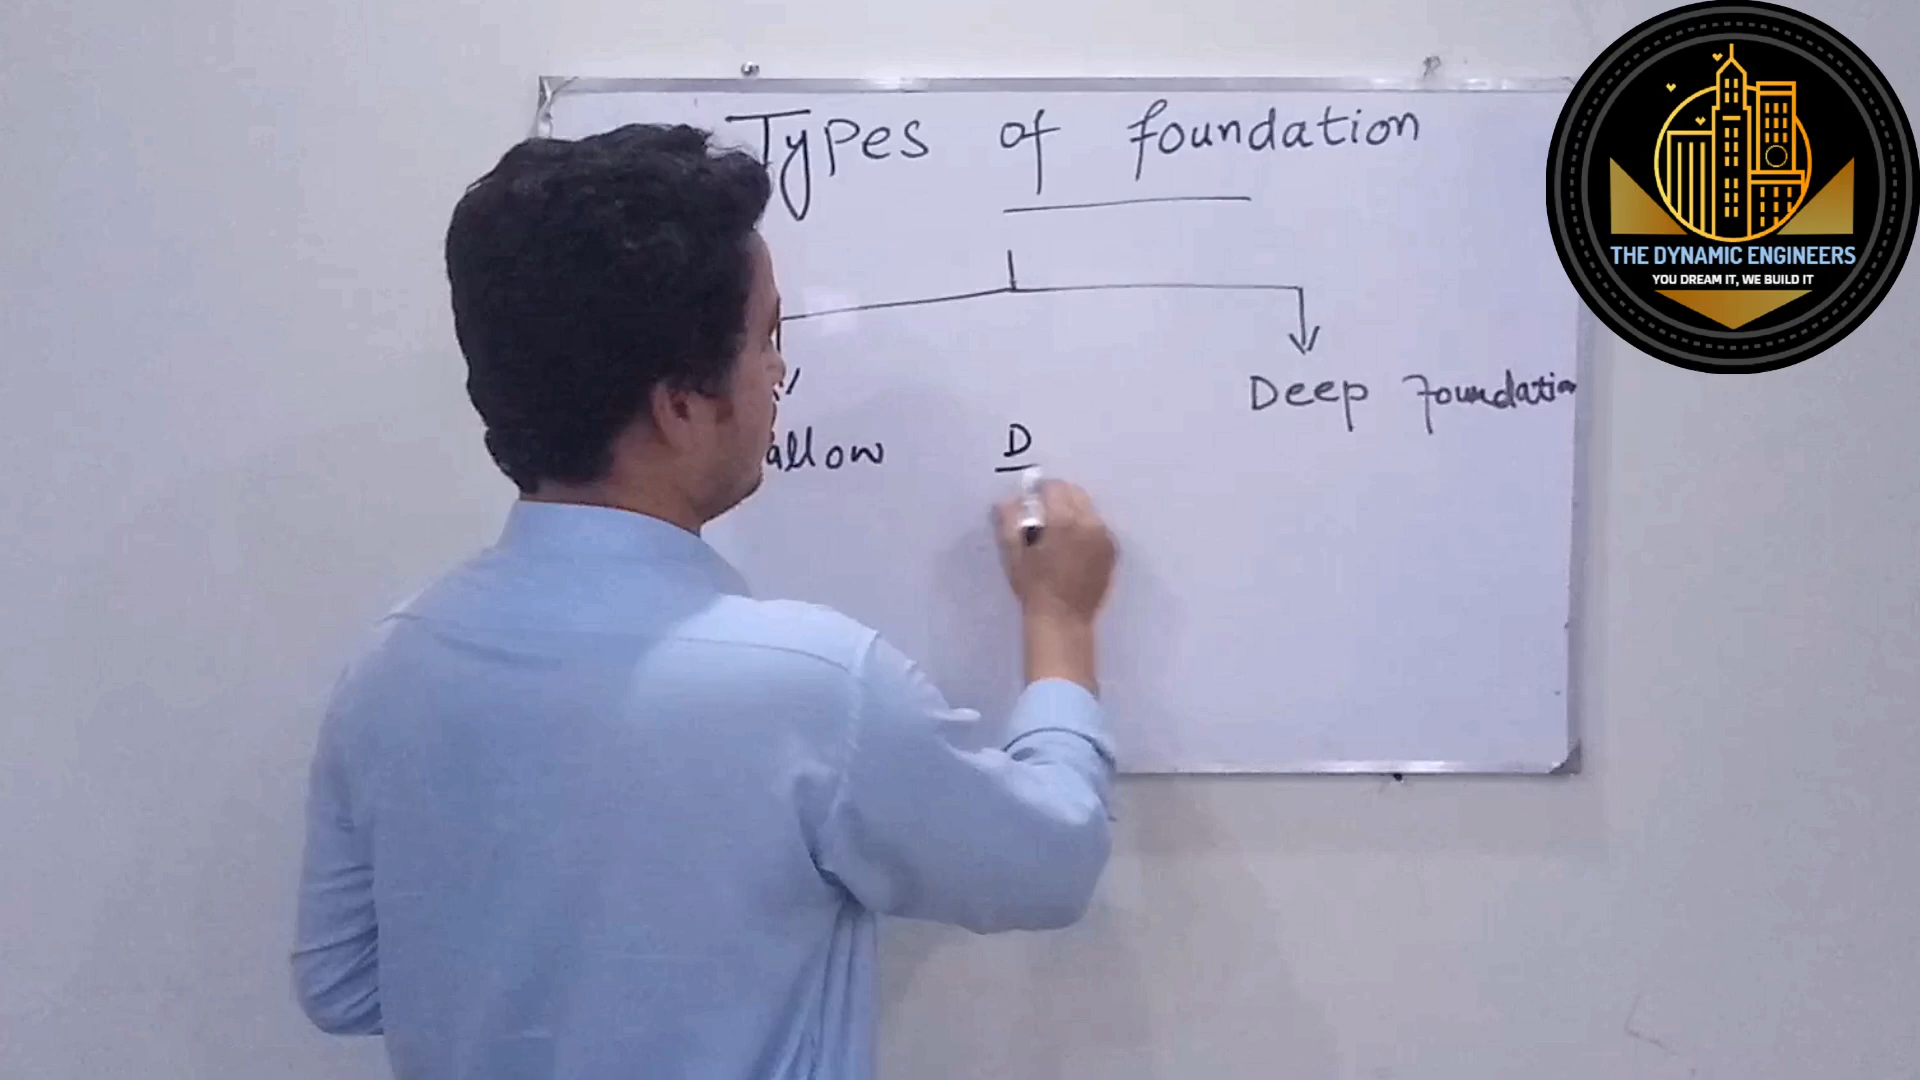 Types of foundation
Deep foundation
allow
D
THE DYNAMIC ENGINEERS
YOU DREAM IT, WE BUILD IT